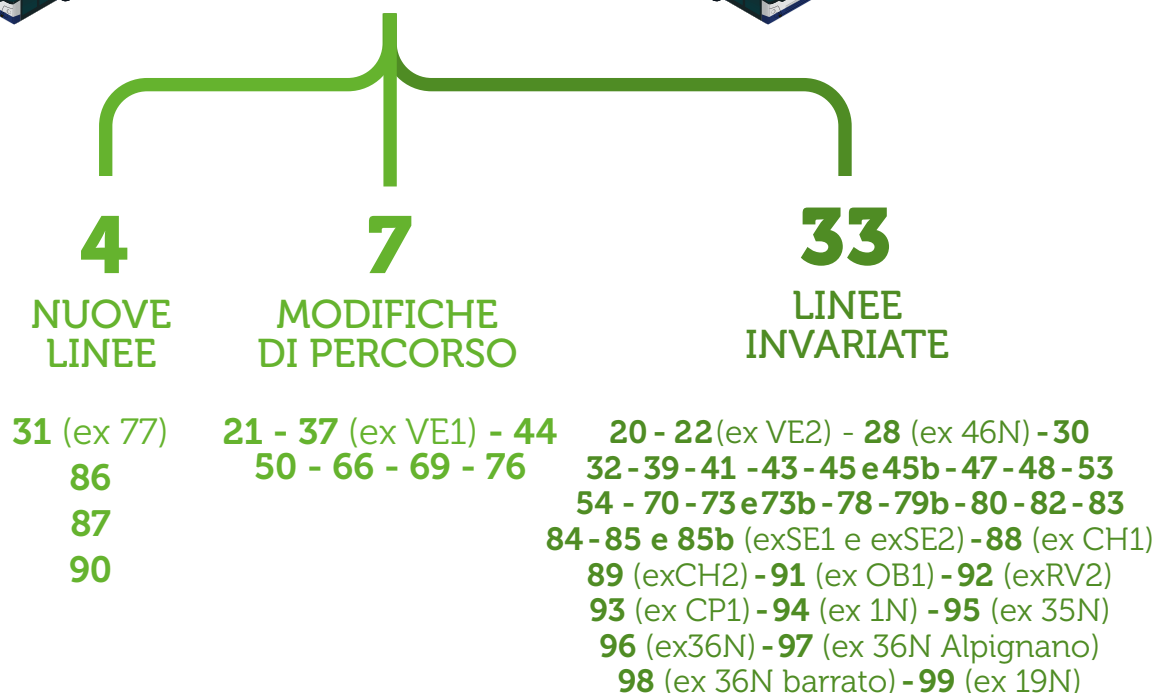 4
NUOVE
LINEE
31 (ex 77)
86
87
90
7
MODIFICHE
DI PERCORSO
21 - 37 (ex VE1) - 44
50 - 66 - 69 - 76
33
LINEE
INVARIATE
20 - 22 (ex VE2) - 28 (ex 46N) - 30
32 - 39 - 41 - 43 - 45 e 45b - 47 - 48 - 53
54 - 70 - 73 e 73b - 78 - 79b - 80 - 82 - 83
84 - 85 e 85b (exSE1 e exSE2) - 88 (ex CH1)
89 (exCH2) - 91 (ex OB1) - 92 (exRV2)
93 (ex CP1) - 94 (ex 1N) - 95 (ex 35N)
96 (ex36N) - 97 (ex 36N Alpignano)
98 (ex 36N barrato) - 99 (ex 19N)